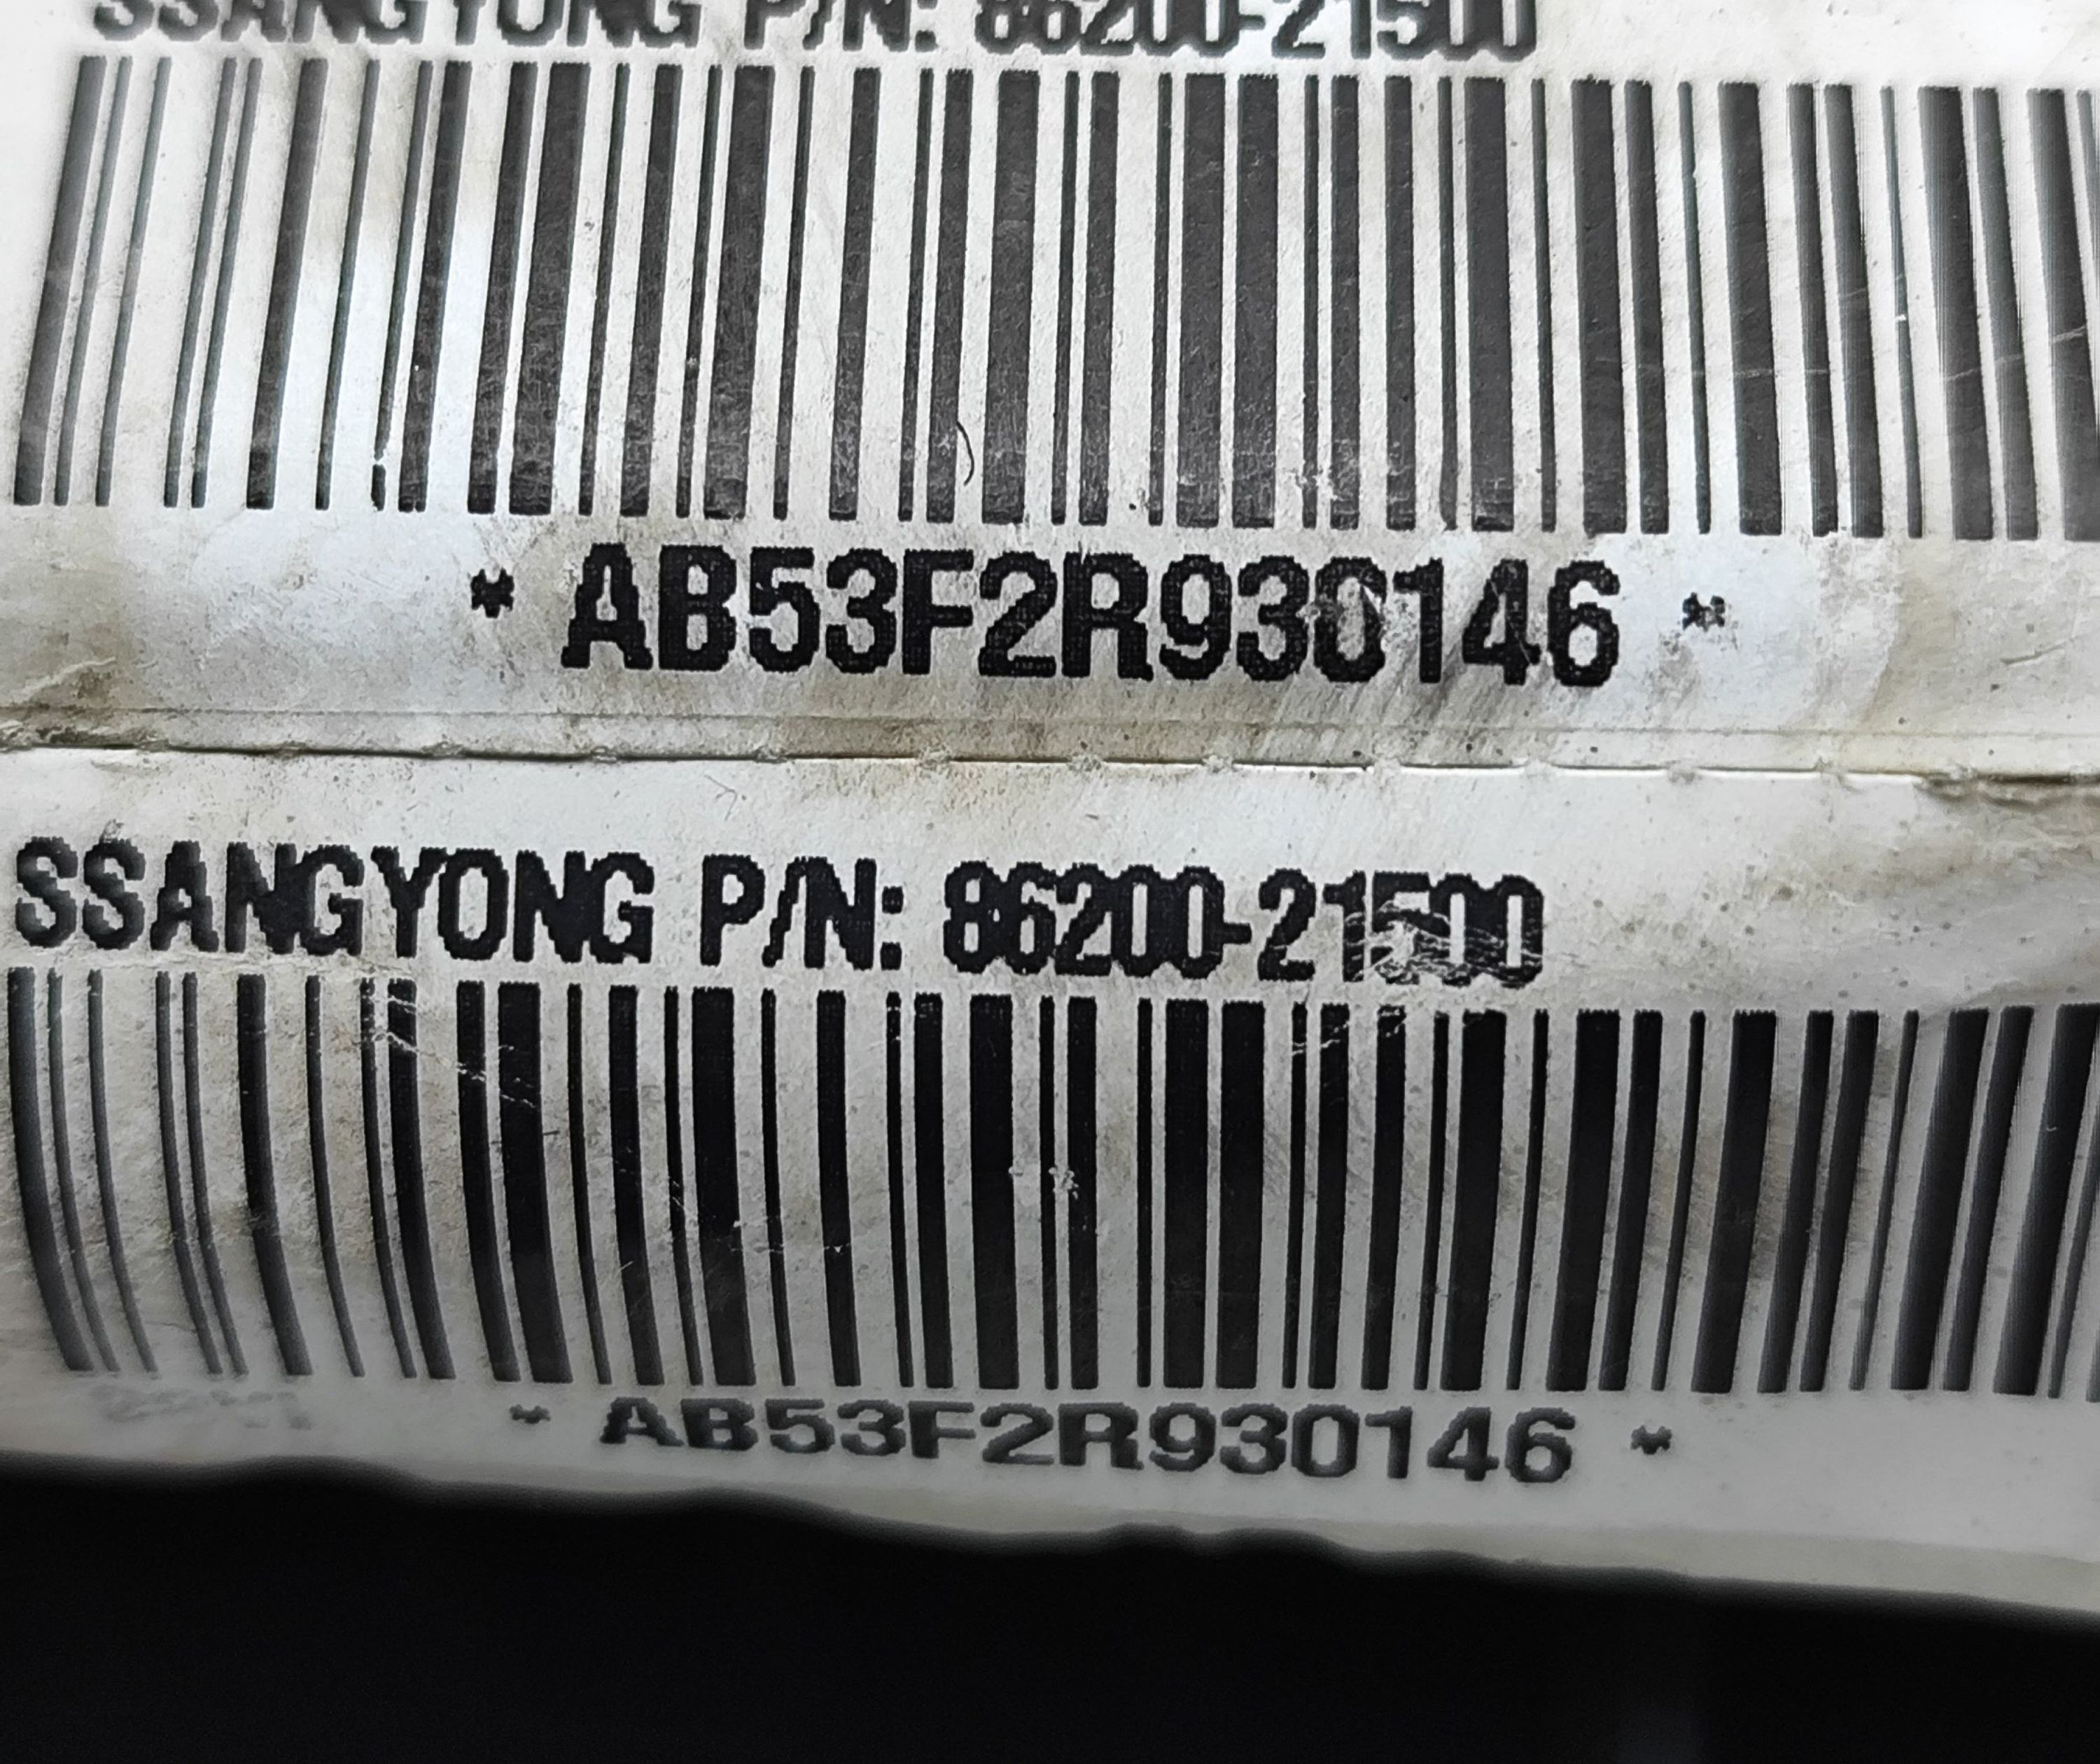 SSANGYONG P/N: 86200-21500
* AB53F2R930146 *
SSANGYONG P/N: 86200-21500
* AB53F2R930146 *